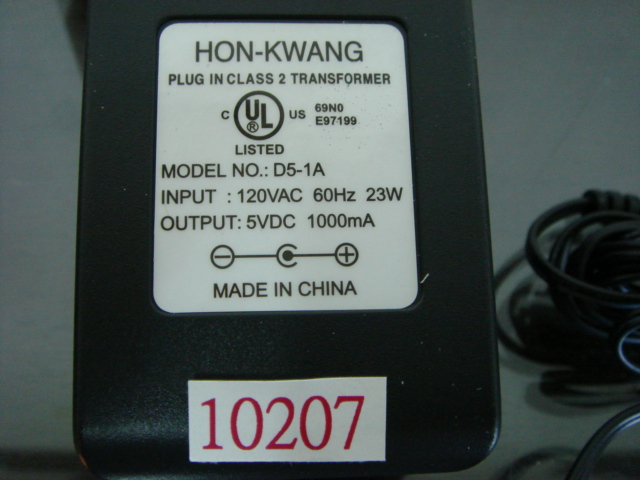 HON-KWANG
PLUG IN CLASS 2 TRANSFORMER
C UL ® US 69N0
E97199
LISTED
MODEL NO.: D5-1A
INPUT : 120VAC 60Hz 23W
OUTPUT: 5VDC 1000mA
MADE IN CHINA
10207